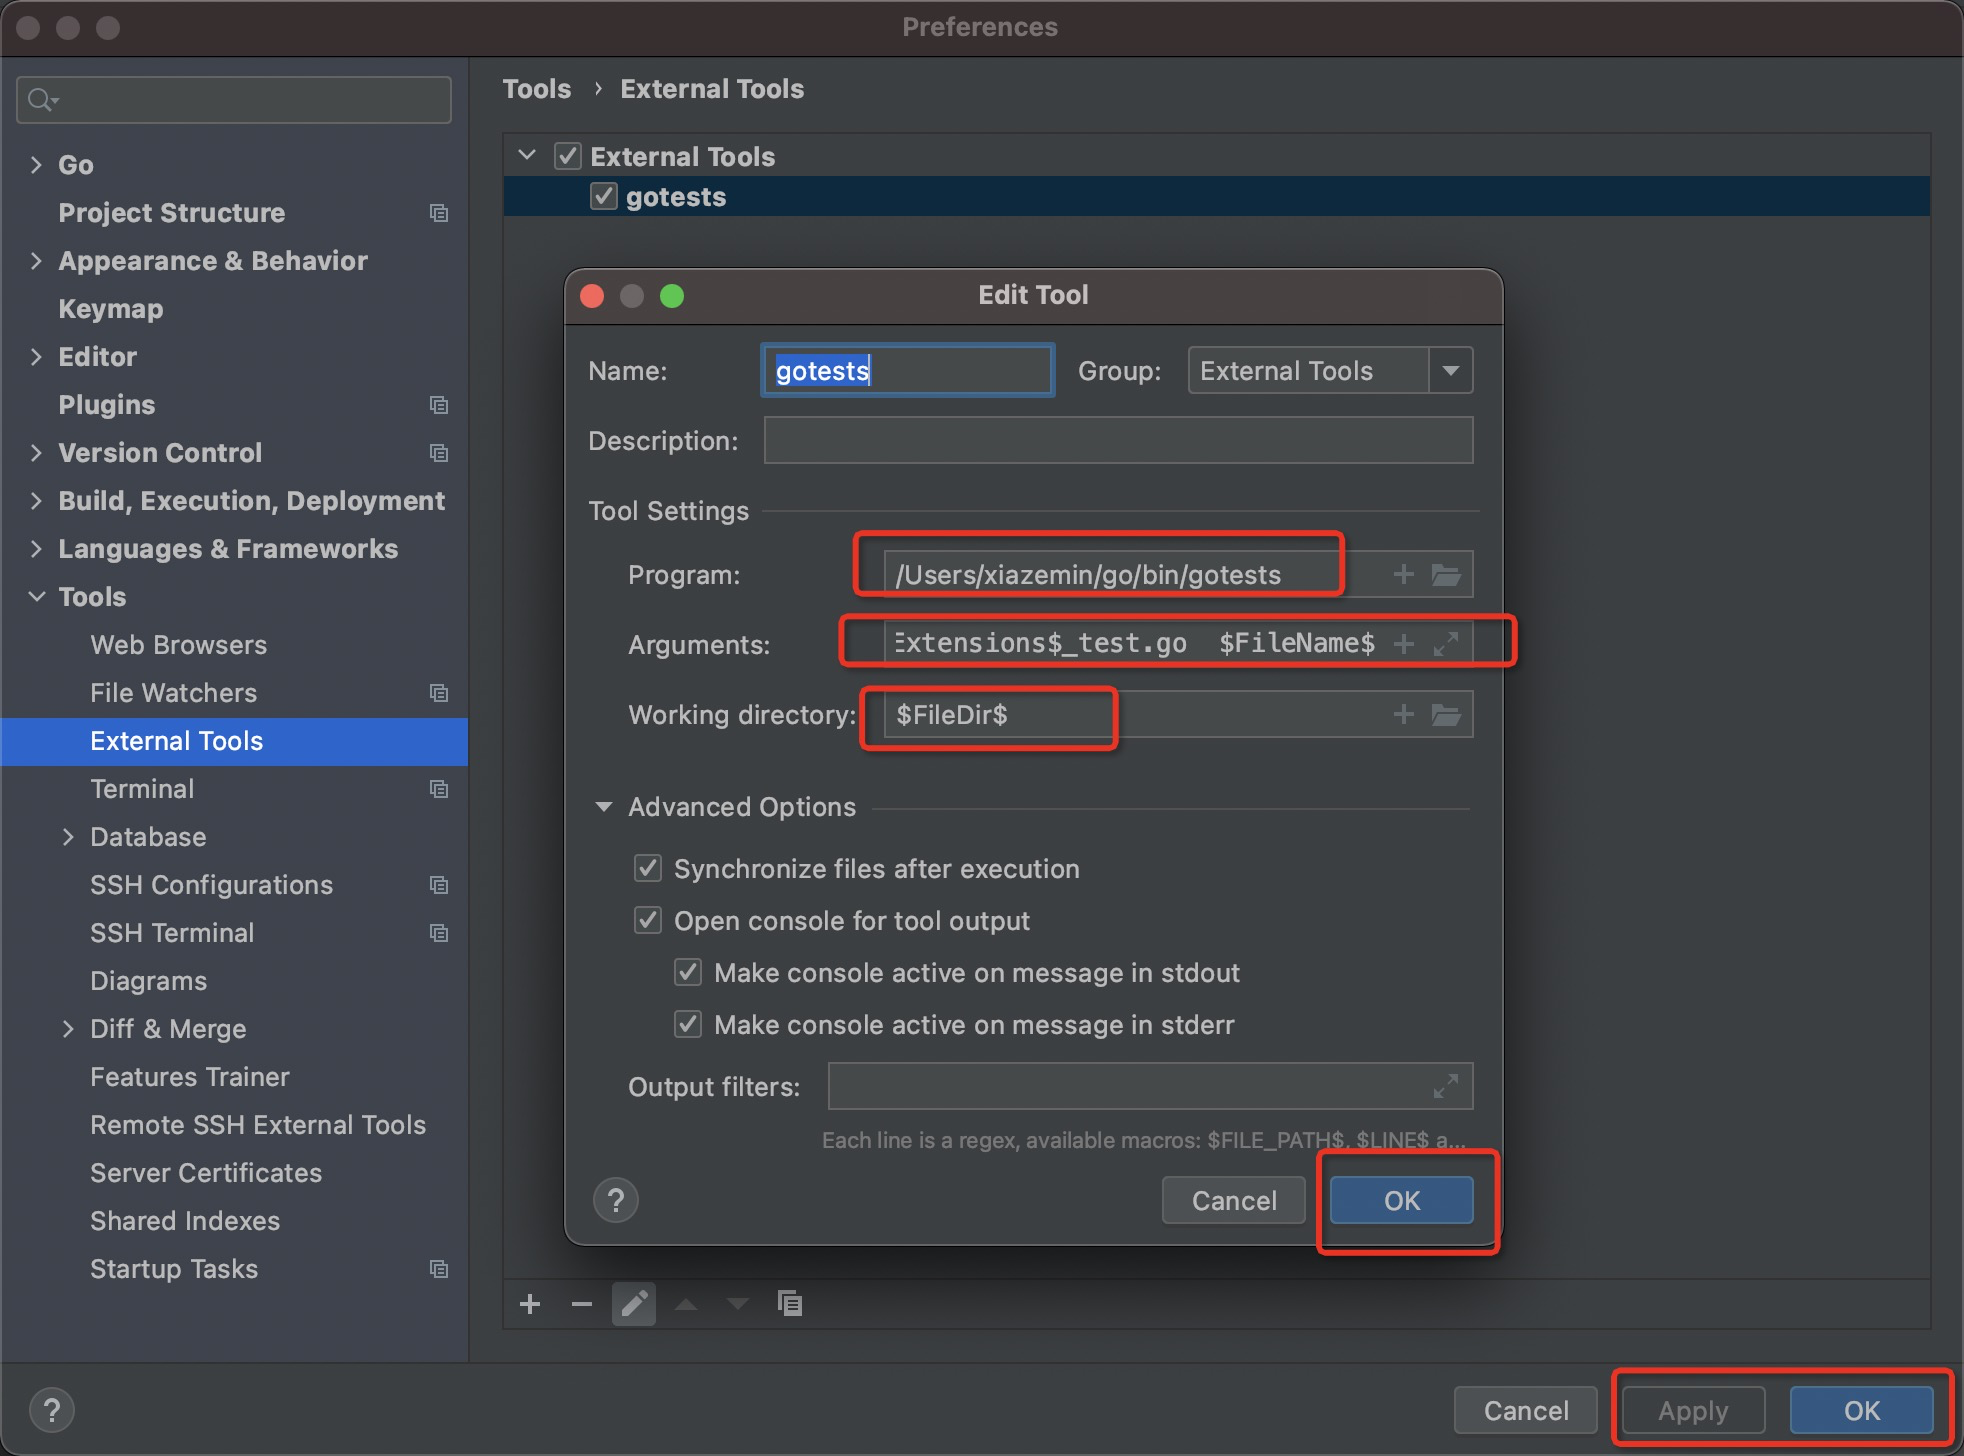 Preferences
Tools › External Tools
Go
Project Structure
Appearance & Behavior
Keymap
Editor
Plugins
Version Control
Build, Execution, Deployment
Languages & Frameworks
Tools
Web Browsers
File Watchers
External Tools
Terminal
Database
SSH Configurations
SSH Terminal
Diagrams
Diff & Merge
Features Trainer
Remote SSH External Tools
Server Certificates
Shared Indexes
Startup Tasks
External Tools
gotests
Edit Tool
Name: gotests Group: External Tools
Description:
Tool Settings
Program: /Users/xiazemin/go/bin/gotests
Arguments: Extensions$_test.go $FileName$
Working directory: $FileDir$
Advanced Options
Synchronize files after execution
Open console for tool output
Make console active on message in stdout
Make console active on message in stderr
Output filters:
Each line is a regex, available macros: $FILE_PATH$, $LINE$ a...
? Cancel OK
? Cancel Apply OK